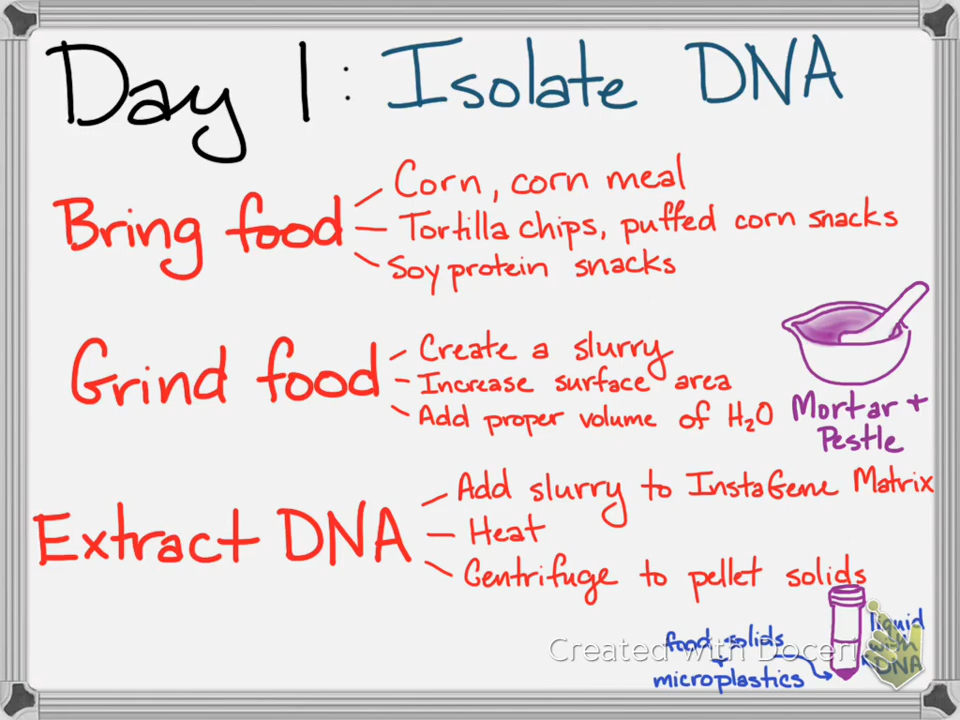 Day 1: Isolate DNA
Bring food
Corn, corn meal
Tortilla chips, puffed corn snacks
Soy protein snacks
Grind food
Create a slurry
Increase surface area
Add proper volume of H₂O
Mortar +
Pestle
Extract DNA
Add slurry to InstaGene Matrix
Heat
Centrifuge to pellet solids
food solids
+
microplastics
liquid
with
DNA
Created with Doceri